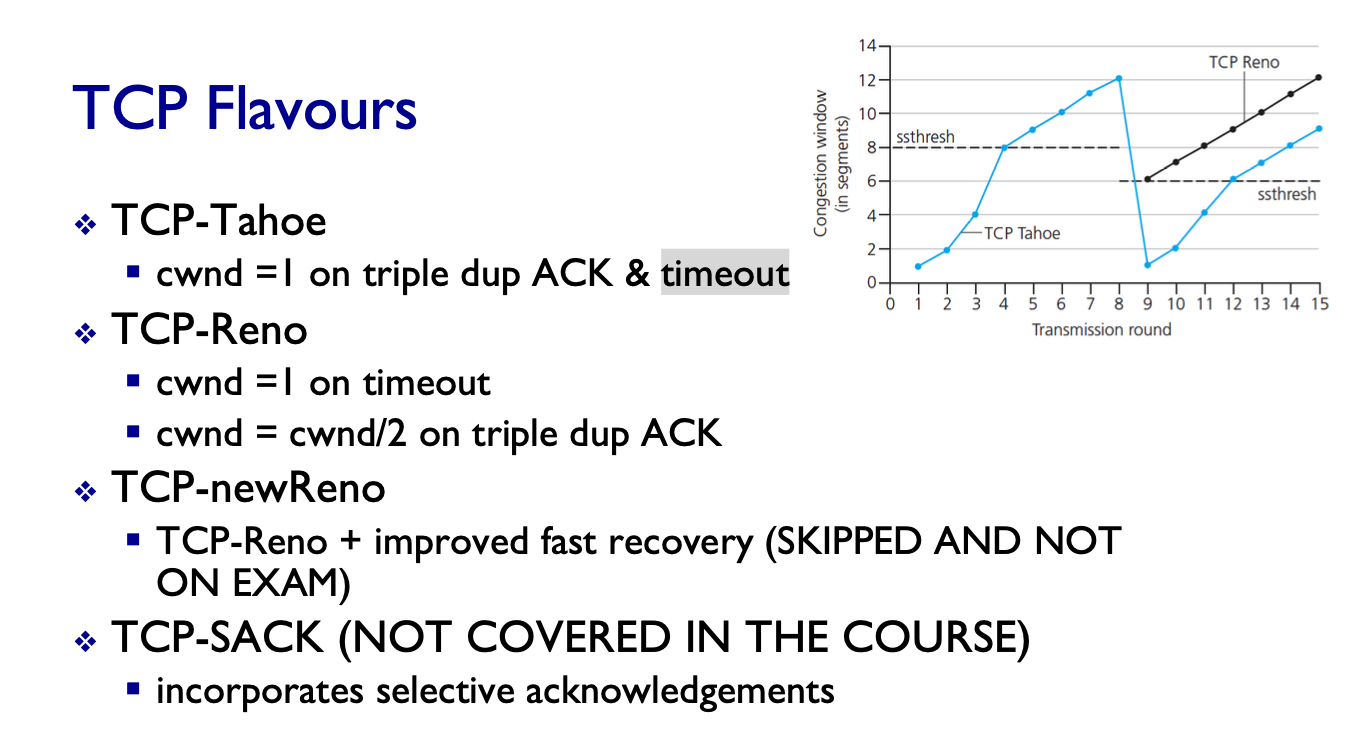 TCP Flavours
❖ TCP-Tahoe
▪ cwnd =1 on triple dup ACK & timeout
❖ TCP-Reno
▪ cwnd =1 on timeout
▪ cwnd = cwnd/2 on triple dup ACK
❖ TCP-newReno
▪ TCP-Reno + improved fast recovery (SKIPPED AND NOT
ON EXAM)
❖ TCP-SACK (NOT COVERED IN THE COURSE)
▪ incorporates selective acknowledgements
Congestion window
(in segments)
14
12
10
8
6
4
2
0
ssthresh
TCP Reno
ssthresh
TCP Tahoe
0 1 2 3 4 5 6 7 8 9 10 11 12 13 14 15
Transmission round